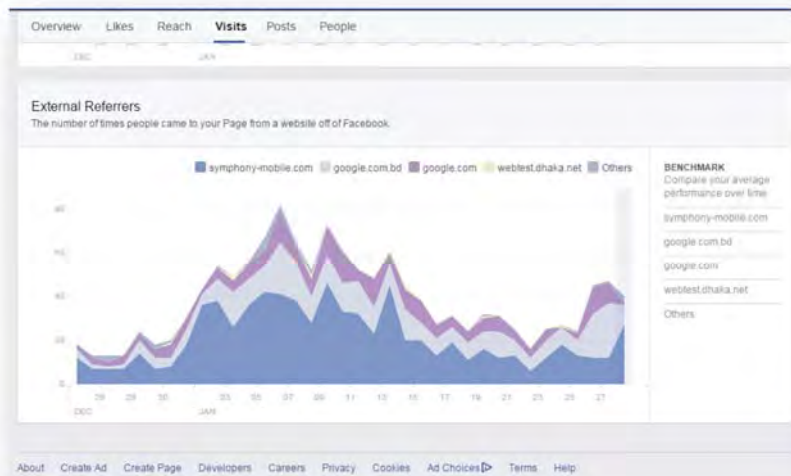 Overview Likes Reach Visits Posts People
DEC JAN
External Referrers
The number of times people came to your Page from a website off of Facebook.
symphony-mobile.com google.com.bd google.com webtest.dhaka.net Others
BENCHMARK
Compare your average
performance over time
symphony-mobile.com
google.com.bd
google.com
webtest.dhaka.net
Others
80
60
40
20
0
03 05 07 09 11 13 15 17 19 21 23 25 27
DEC JAN
About Create Ad Create Page Developers Careers Privacy Cookies Ad Choices Terms Help